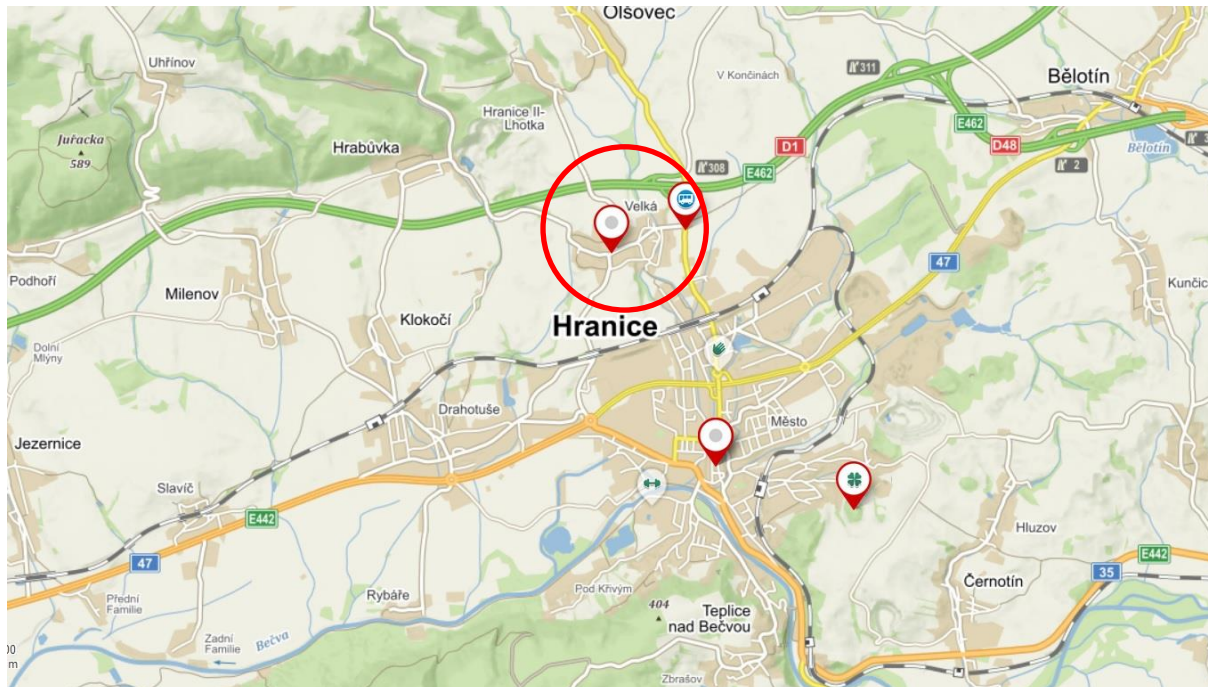 Olšovec
Uhřínov
311
V Končinách
Bělotín
Hranice II-
Lhotka
E462
Juřacka
589
Hrabůvka
D1
D48
Bělotín
3
308
E462
2
Velká
47
Podhoří
Milenov
Kunčic
Klokočí
Hranice
Dolní
Mlýny
Drahotuše
Město
Jezernice
Slavíč
E442
Hluzov
E442
47
Pod Křivým
35
Černotín
Přední
Familie
Rybáře
404
Teplice
nad Bečvou
Zadní
Familie
Bečva
00
m
Zbrašov